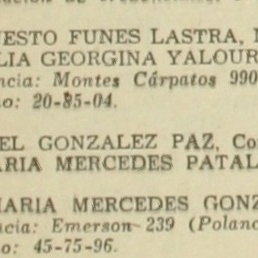 ESTO FUNES LASTRA,
LIA GEORGINA YALOUR
ncia: Montes Cárpatos 990
o: 20-85-04.
EL GONZALEZ PAZ, Co
ARIA MERCEDES PATAL
MARIA MERCEDES GONZ
ncia: Emerson 239 (Polanc
o: 45-75-96.